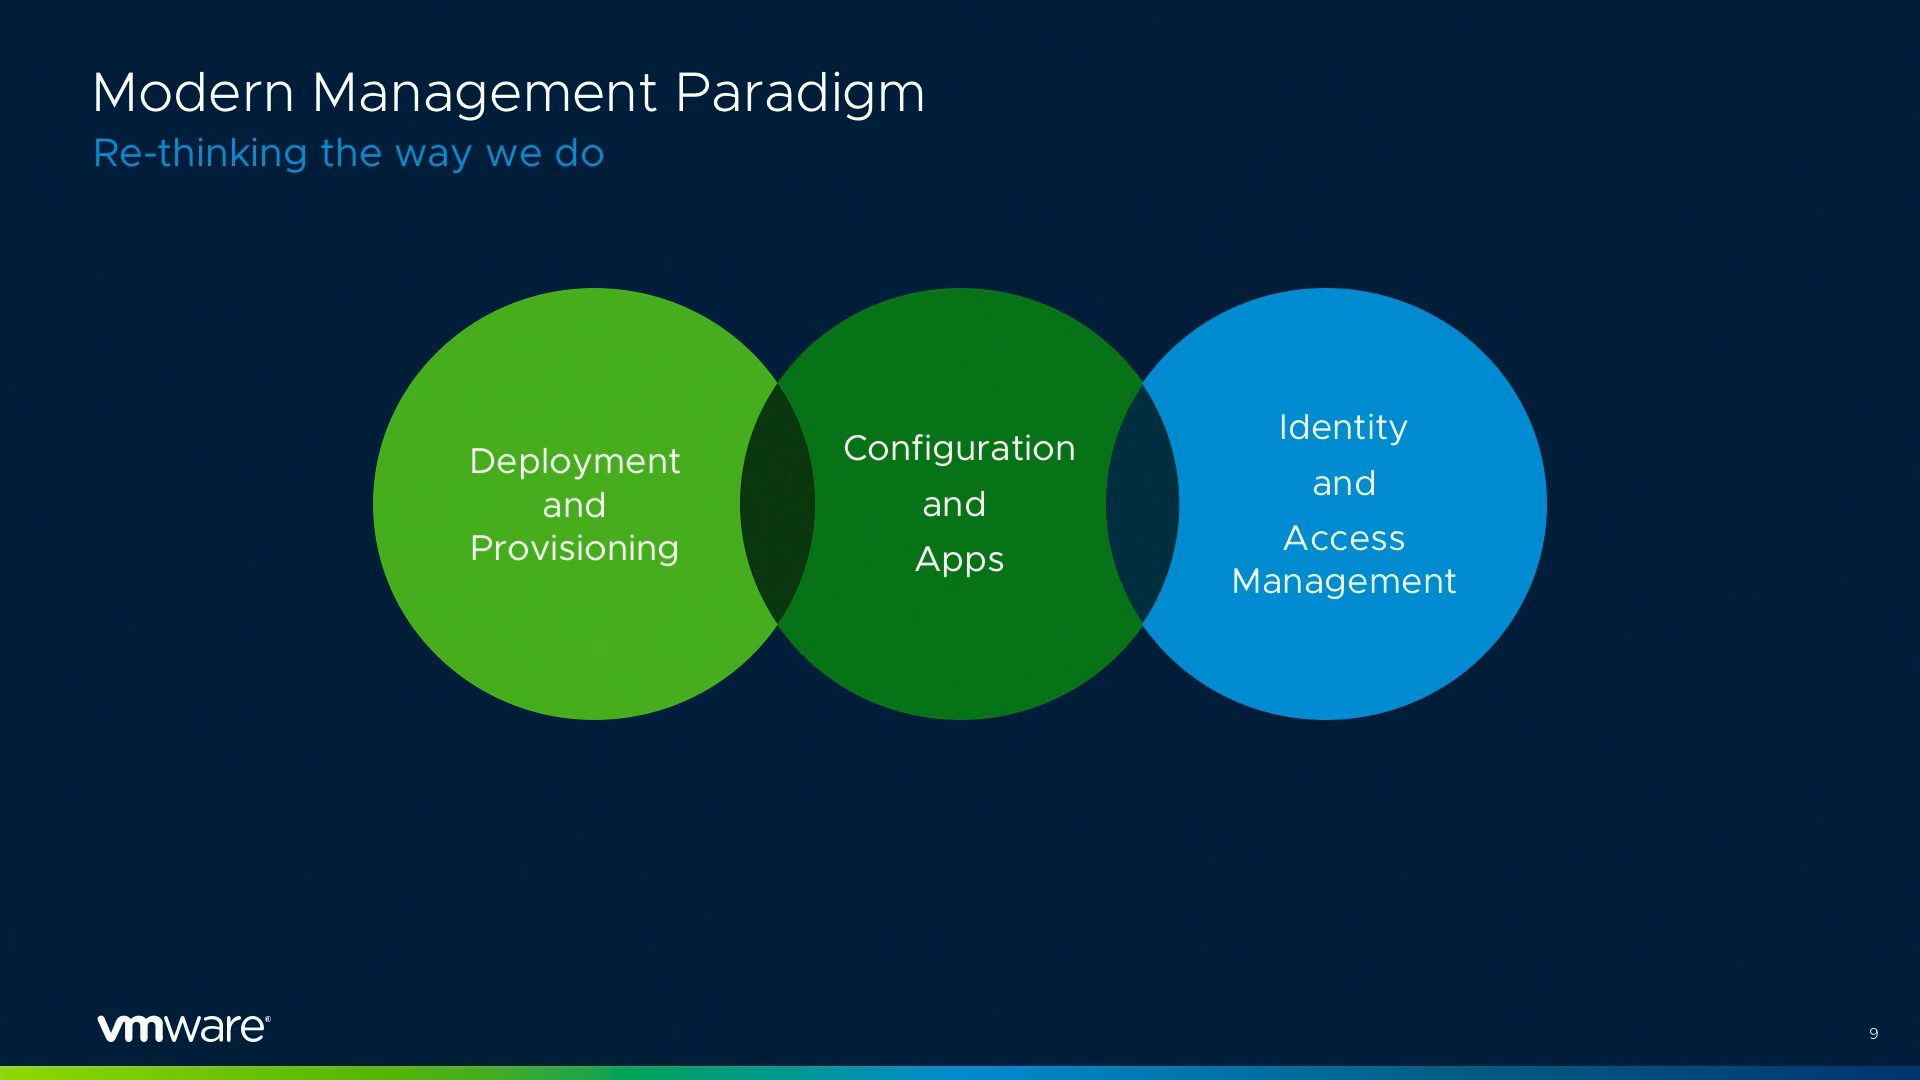 Modern Management Paradigm
Re-thinking the way we do
Deployment
and
Provisioning
Configuration
and
Apps
Identity
and
Access
Management
vmware®
9